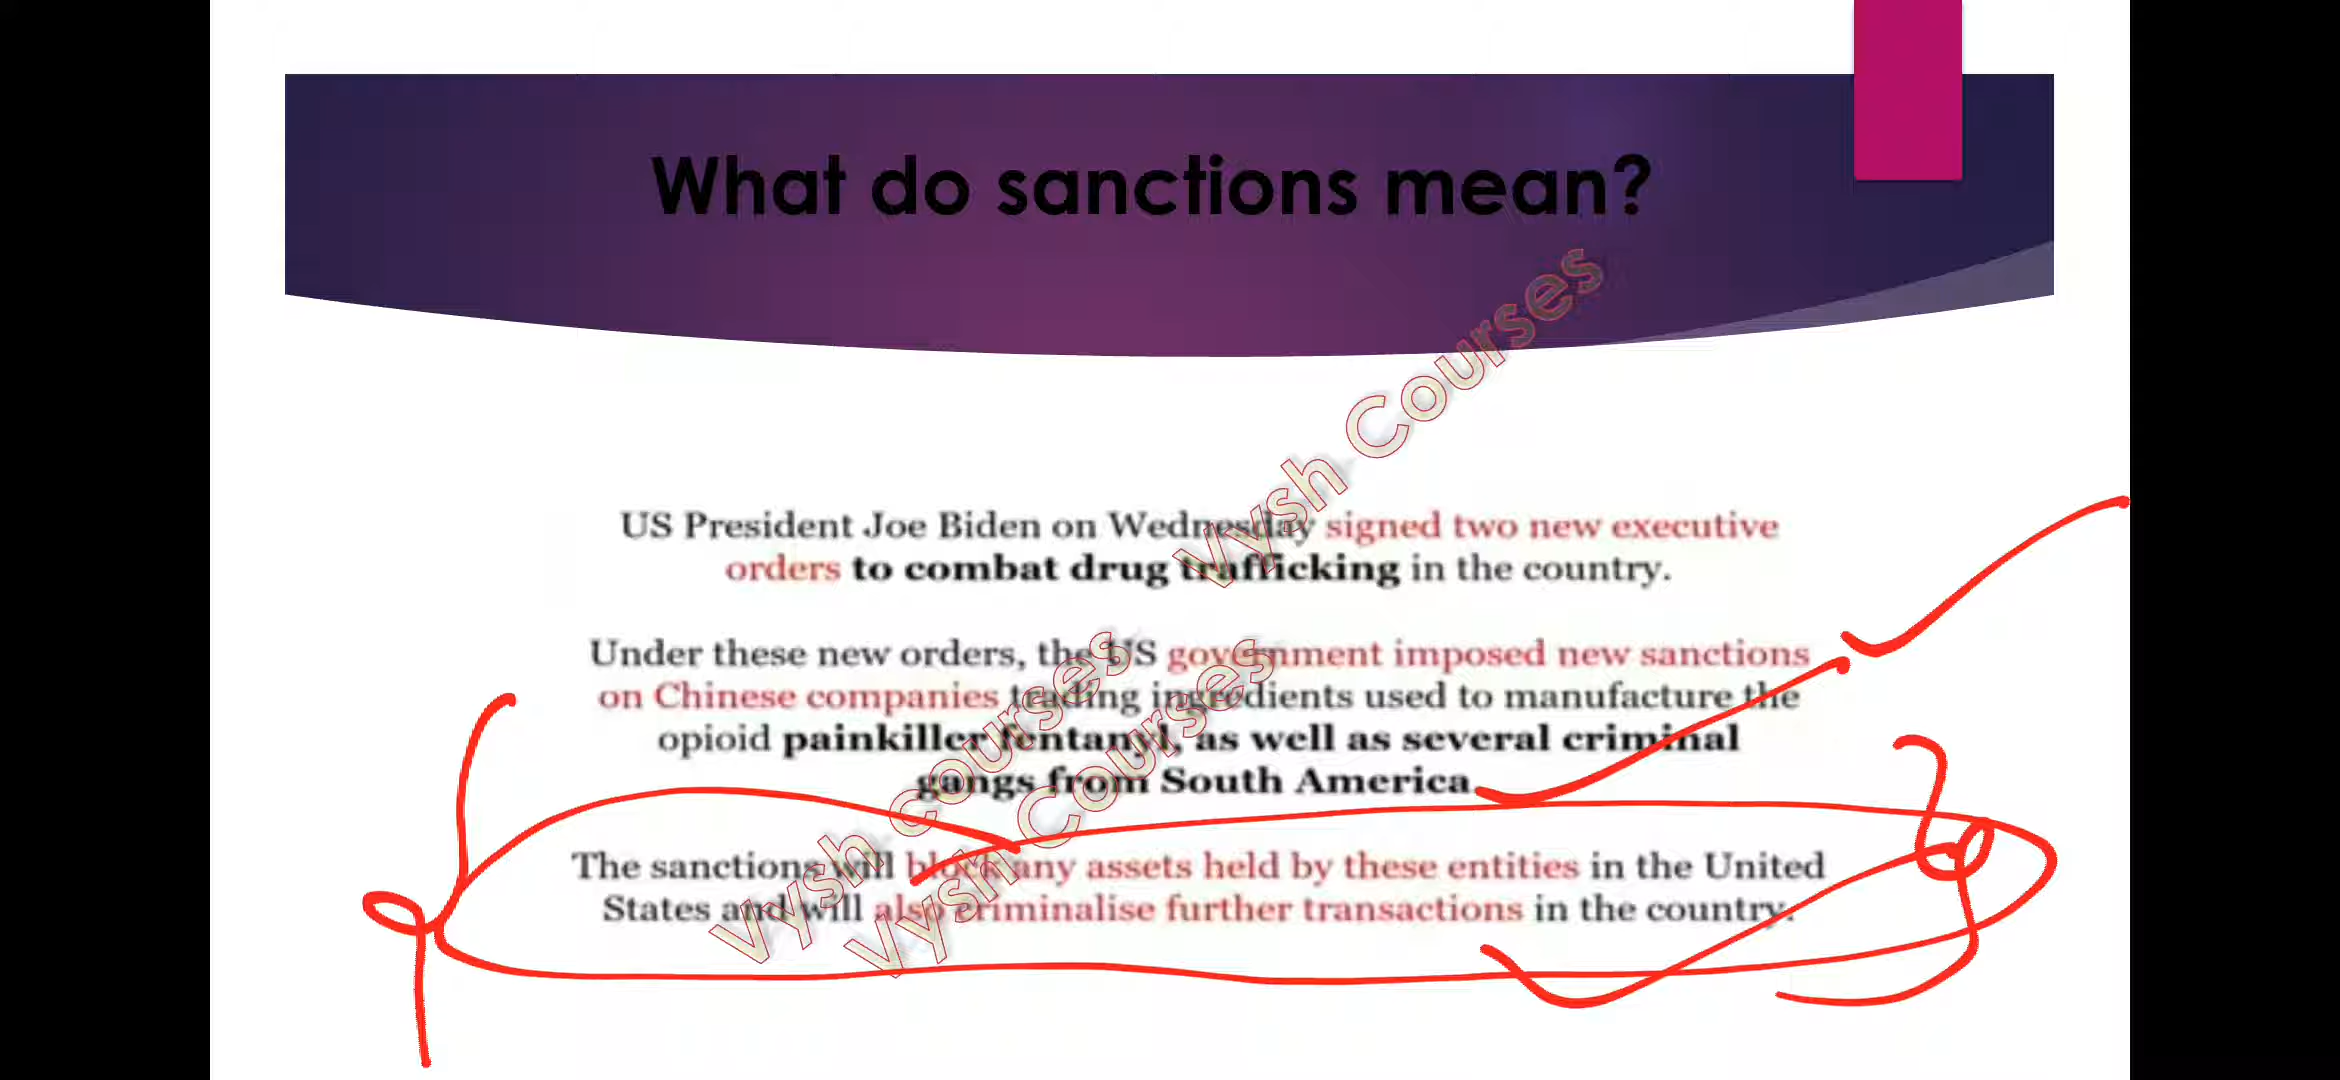 What do sanctions mean?
US President Joe Biden on Wednesday signed two new executive
orders to combat drug trafficking in the country.
Under these new orders, the US government imposed new sanctions
on Chinese companies trading ingredients used to manufacture the
opioid painkiller fentanyl, as well as several criminal
gangs from South America.
The sanctions will block any assets held by these entities in the United
States and will also criminalise further transactions in the country.
Vysh Courses
Vysh courses
Vysh Courses